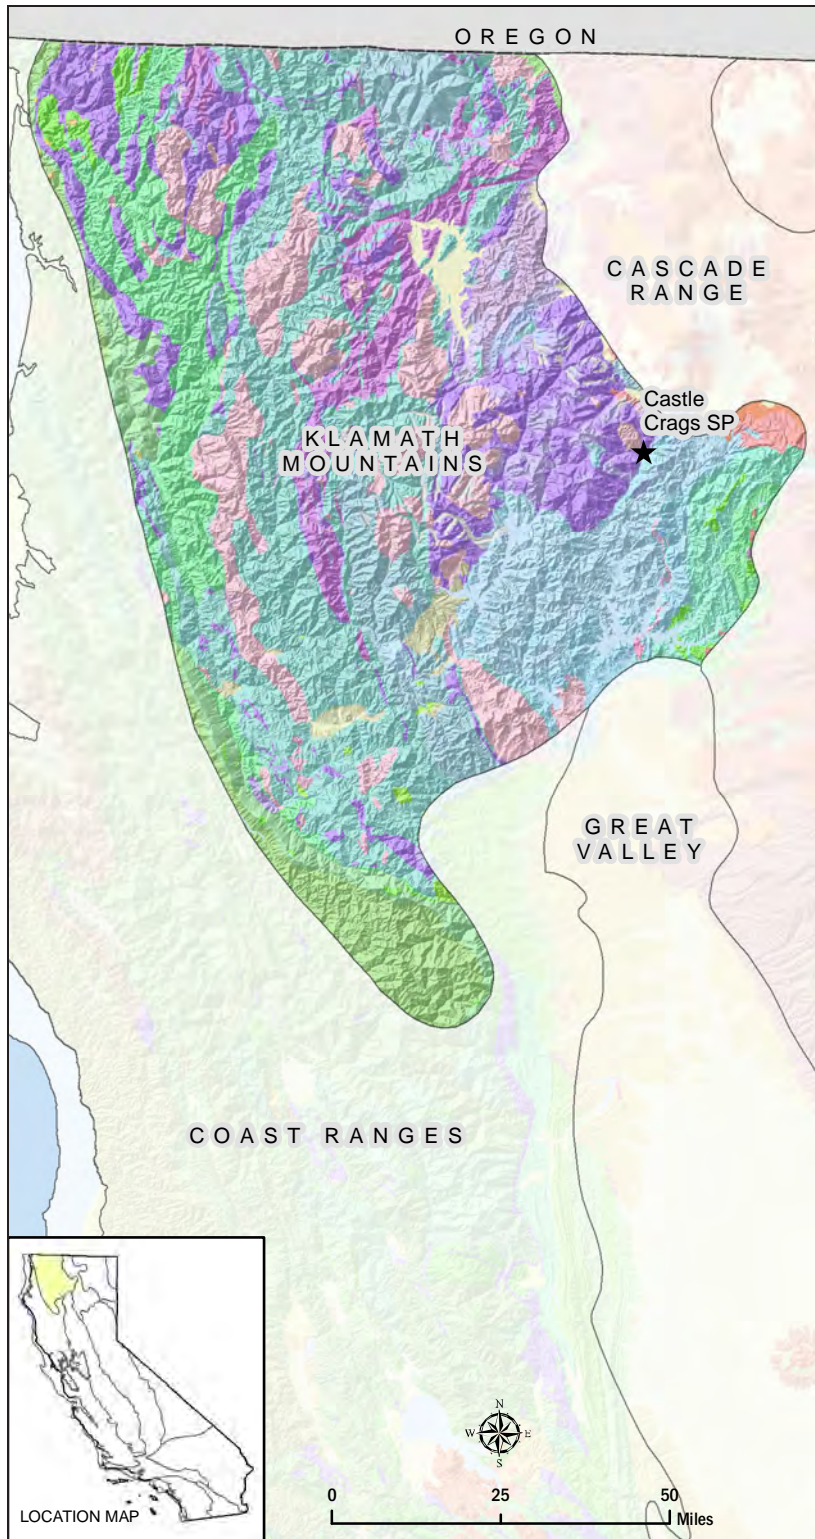 OREGON
CASCADE
RANGE
Castle
Crags SP
KLAMATH
MOUNTAINS
GREAT
VALLEY
COAST RANGES
N
W E
S
0 25 50
Miles
LOCATION MAP